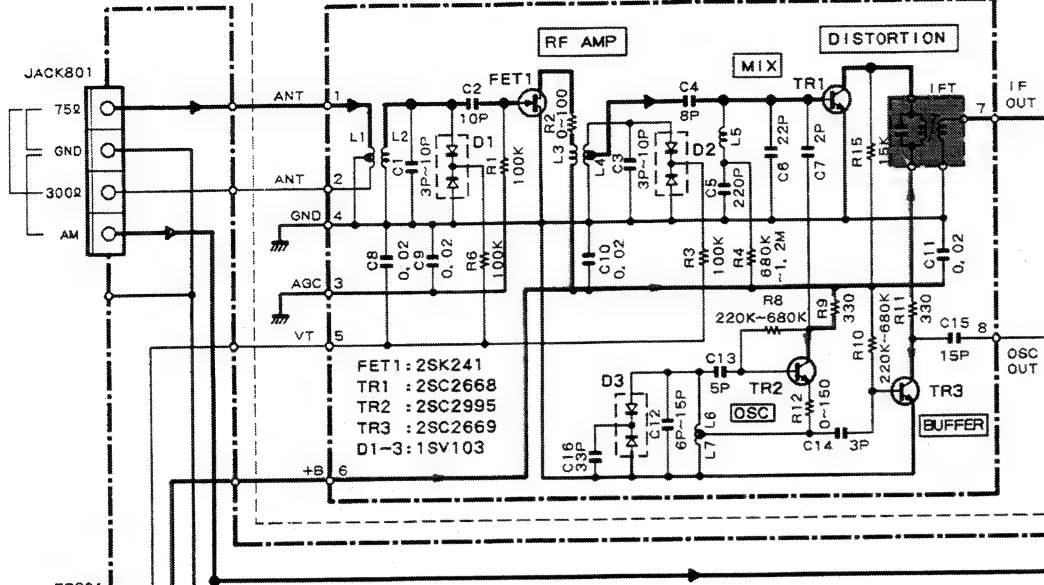 RF AMP
DISTORTION
MIX
JACK801
FET1
TR1
IFT
75Ω
ANT
1
C2
10P
C4
8P
7
IF
OUT
L1
L2
C1
3P~10P
D1
R1
100K
R2
0~100
L3
L4
C3
3P~10P
D2
L5
C5
220P
C6
22P
C7
2P
R15
GND
300Ω
ANT
2
AM
GND
4
C8
0.02
C9
0.02
R6
100K
C10
0.02
R3
100K
R4
680K
~1.2M
C11
0.02
AGC
3
R8
220K~680K
R9
330
R10
220K~680K
R11
330
C15
15P
8
OSC
OUT
VT
5
FET1:2SK241
TR1 :2SC2668
TR2 :2SC2995
TR3 :2SC2669
D1-3:1SV103
D3
C13
5P
TR2
OSC
R12
0~150
TR3
BUFFER
C12
6P~15P
L6
L7
C14
3P
C16
33P
+B
6